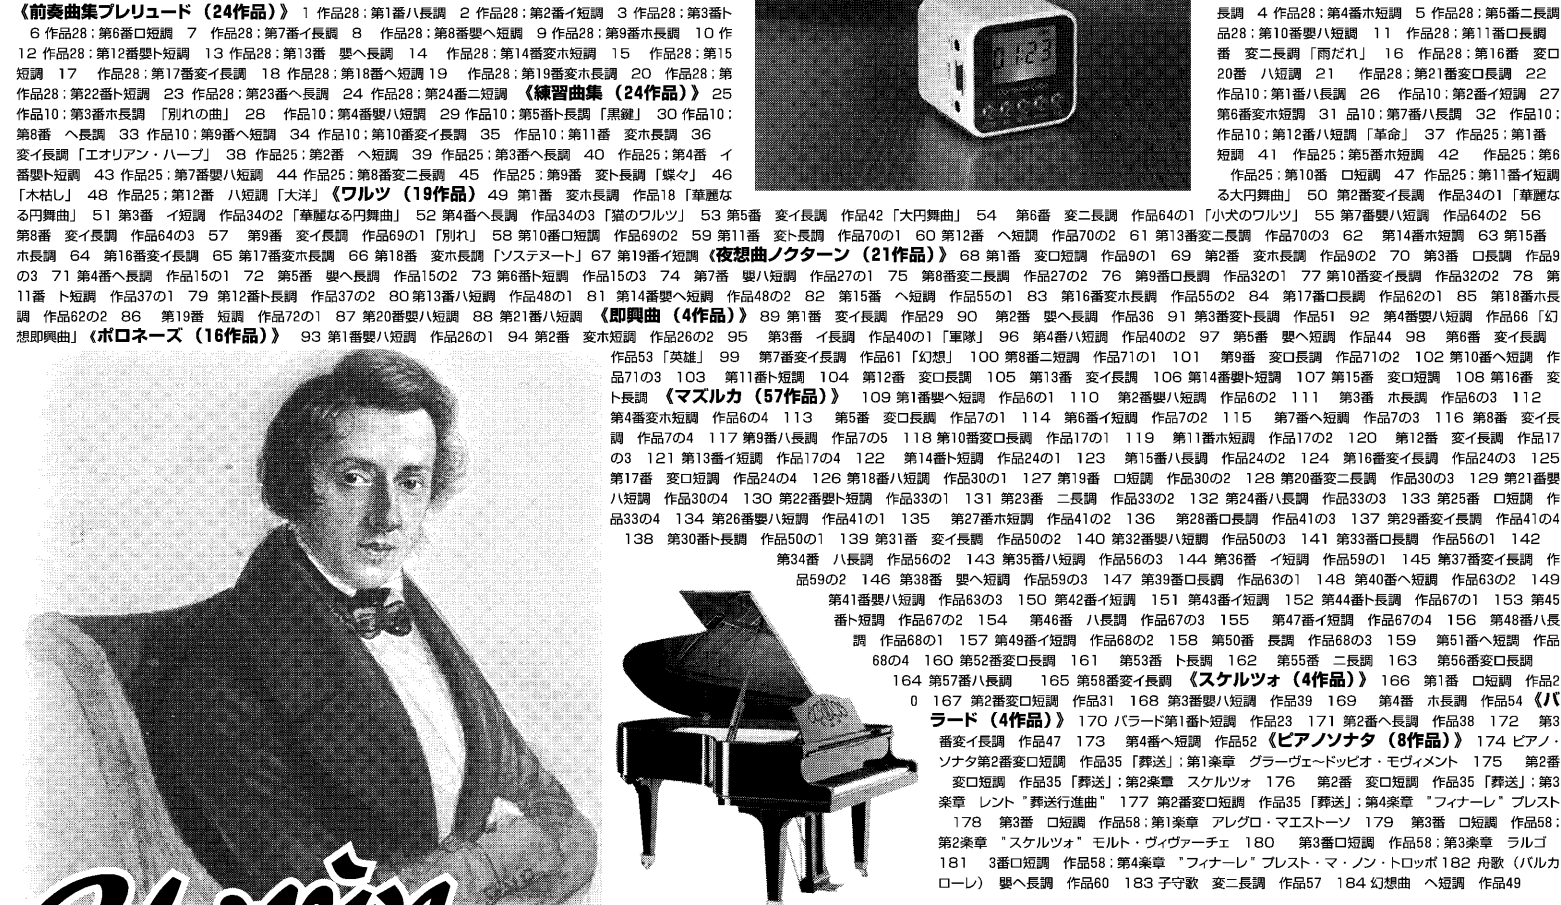 《前奏曲集プレリュード（24作品）》 1 作品28；第1番ハ長調 2 作品28；第2番イ短調 3 作品28；第3番ト長調 4 作品28；第4番ホ短調 5 作品28；第5番ニ長調
6 作品28；第6番ロ短調 7 作品28；第7番イ長調 8 作品28；第8番嬰ヘ短調 9 作品28；第9番ホ長調 10 作品28；第10番嬰ハ短調 11 作品28；第11番ロ長調
12 作品28；第12番嬰ト短調 13 作品28；第13番 嬰ヘ長調 14 作品28；第14番変ホ短調 15 作品28；第15番 変ニ長調「雨だれ」 16 作品28；第16番 変ロ
短調 17 作品28；第17番変イ長調 18 作品28；第18番ヘ短調 19 作品28；第19番変ホ長調 20 作品28；第20番 ハ短調 21 作品28；第21番変ロ長調 22
作品28；第22番ト短調 23 作品28；第23番ヘ長調 24 作品28；第24番ニ短調 《練習曲集（24作品）》 25 作品10；第1番ハ長調 26 作品10；第2番イ短調 27
作品10；第3番ホ長調 「別れの曲」 28 作品10；第4番嬰ハ短調 29 作品10；第5番ト長調「黒鍵」 30 作品10；第6番変ホ短調 31 品10；第7番ハ長調 32 作品10；
第8番 ヘ長調 33 作品10；第9番ヘ短調 34 作品10；第10番変イ長調 35 作品10；第11番 変ホ長調 36 作品10；第12番ハ短調「革命」 37 作品25；第1番
変イ長調「エオリアン・ハープ」 38 作品25；第2番 ヘ短調 39 作品25；第3番ヘ長調 40 作品25；第4番 イ短調 41 作品25；第5番ホ短調 42 作品25；第6
番嬰ト短調 43 作品25；第7番嬰ハ短調 44 作品25；第8番変ニ長調 45 作品25；第9番 変ト長調「蝶々」 46 作品25；第10番 ロ短調 47 作品25；第11番イ短調
「木枯し」 48 作品25；第12番 ハ短調「大洋」 《ワルツ（19作品） 49 第1番 変ホ長調 作品18「華麗なる大円舞曲」 50 第2番変イ長調 作品34の1「華麗な
る円舞曲」 51 第3番 イ短調 作品34の2「華麗なる円舞曲」 52 第4番ヘ長調 作品34の3「猫のワルツ」 53 第5番 変イ長調 作品42「大円舞曲」 54 第6番 変ニ長調 作品64の1「小犬のワルツ」 55 第7番嬰ハ短調 作品64の2 56
第8番 変イ長調 作品64の3 57 第9番 変イ長調 作品69の1「別れ」 58 第10番ロ短調 作品69の2 59 第11番 変ト長調 作品70の1 60 第12番 ヘ短調 作品70の2 61 第13番変ニ長調 作品70の3 62 第14番ホ短調 63 第15番
ホ長調 64 第16番変イ長調 65 第17番変ホ長調 66 第18番 変ホ長調「ソステヌート」 67 第19番イ短調《夜想曲ノクターン（21作品）》 68 第1番 変ロ短調 作品9の1 69 第2番 変ホ長調 作品9の2 70 第3番 ロ長調 作品9
の3 71 第4番ヘ長調 作品15の1 72 第5番 嬰ヘ長調 作品15の2 73 第6番ト短調 作品15の3 74 第7番 嬰ハ短調 作品27の1 75 第8番変ニ長調 作品27の2 76 第9番ロ長調 作品32の1 77 第10番変イ長調 作品32の2 78 第
11番 ト短調 作品37の1 79 第12番ト長調 作品37の2 80 第13番ハ短調 作品48の1 81 第14番嬰ヘ短調 作品48の2 82 第15番 ヘ短調 作品55の1 83 第16番変ホ長調 作品55の2 84 第17番ロ長調 作品62の1 85 第18番ホ長
調 作品62の2 86 第19番 短調 作品72の1 87 第20番嬰ハ短調 88 第21番ハ短調 《即興曲（4作品）》 89 第1番 変イ長調 作品29 90 第2番 嬰ヘ長調 作品36 91 第3番変ト長調 作品51 92 第4番嬰ハ短調 作品66「幻
想即興曲」《ポロネーズ（16作品）》 93 第1番嬰ハ短調 作品26の1 94 第2番 変ホ短調 作品26の2 95 第3番 イ長調 作品40の1「軍隊」 96 第4番ハ短調 作品40の2 97 第5番 嬰ヘ短調 作品44 98 第6番 変イ長調
作品53「英雄」 99 第7番変イ長調 作品61「幻想」 100 第8番ニ短調 作品71の1 101 第9番 変ロ長調 作品71の2 102 第10番ヘ短調 作
品71の3 103 第11番ト短調 104 第12番 変ロ長調 105 第13番 変イ長調 106 第14番嬰ト短調 107 第15番 変ロ短調 108 第16番 変
ト長調 《マズルカ（57作品）》 109 第1番嬰ヘ短調 作品6の1 110 第2番嬰ハ短調 作品6の2 111 第3番 ホ長調 作品6の3 112
第4番変ホ短調 作品6の4 113 第5番 変ロ長調 作品7の1 114 第6番イ短調 作品7の2 115 第7番ヘ短調 作品7の3 116 第8番 変イ長
調 作品7の4 117 第9番ハ長調 作品7の5 118 第10番変ロ長調 作品17の1 119 第11番ホ短調 作品17の2 120 第12番 変イ長調 作品17
の3 121 第13番イ短調 作品17の4 122 第14番ト短調 作品24の1 123 第15番ハ長調 作品24の2 124 第16番変イ長調 作品24の3 125
第17番 変ロ短調 作品24の4 126 第18番ハ短調 作品30の1 127 第19番 ロ短調 作品30の2 128 第20番変ニ長調 作品30の3 129 第21番嬰
ハ短調 作品30の4 130 第22番嬰ト短調 作品33の1 131 第23番 ニ長調 作品33の2 132 第24番ハ長調 作品33の3 133 第25番 ロ短調 作
品33の4 134 第26番嬰ハ短調 作品41の1 135 第27番ホ短調 作品41の2 136 第28番ロ長調 作品41の3 137 第29番変イ長調 作品41の4
138 第30番ト長調 作品50の1 139 第31番 変イ長調 作品50の2 140 第32番嬰ハ短調 作品50の3 141 第33番ロ長調 作品56の1 142
第34番 ハ長調 作品56の2 143 第35番ハ短調 作品56の3 144 第36番 イ短調 作品59の1 145 第37番変イ長調 作
品59の2 146 第38番 嬰ヘ短調 作品59の3 147 第39番ロ長調 作品63の1 148 第40番ヘ短調 作品63の2 149
第41番嬰ハ短調 作品63の3 150 第42番イ短調 151 第43番イ短調 152 第44番ト長調 作品67の1 153 第45
番ト短調 作品67の2 154 第46番 ハ長調 作品67の3 155 第47番イ短調 作品67の4 156 第48番ハ長
調 作品68の1 157 第49番イ短調 作品68の2 158 第50番 長調 作品68の3 159 第51番ヘ短調 作品
68の4 160 第52番変ロ長調 161 第53番 ト長調 162 第55番 ニ長調 163 第56番変ロ長調
164 第57番ハ長調 165 第58番変イ長調 《スケルツォ（4作品）》 166 第1番 ロ短調 作品2
0 167 第2番変ロ短調 作品31 168 第3番嬰ハ短調 作品39 169 第4番 ホ長調 作品54《バ
ラード（4作品）》 170 バラード第1番ト短調 作品23 171 第2番ヘ長調 作品38 172 第3
番変イ長調 作品47 173 第4番ヘ短調 作品52《ピアノソナタ（8作品）》 174 ピアノ・
ソナタ第2番変ロ短調 作品35「葬送」；第1楽章 グラーヴェ〜ドッピオ・モヴィメント 175 第2番
変ロ短調 作品35「葬送」；第2楽章 スケルツォ 176 第2番 変ロ短調 作品35「葬送」；第3
楽章 レント "葬送行進曲" 177 第2番変ロ短調 作品35「葬送」；第4楽章 "フィナーレ" プレスト
178 第3番 ロ短調 作品58；第1楽章 アレグロ・マエストーソ 179 第3番 ロ短調 作品58；
第2楽章 "スケルツォ" モルト・ヴィヴァーチェ 180 第3番ロ短調 作品58；第3楽章 ラルゴ
181 3番ロ短調 作品58；第4楽章 "フィナーレ" プレスト・マ・ノン・トロッポ 182 舟歌（バルカ
ローレ） 嬰ヘ長調 作品60 183 子守歌 変ニ長調 作品57 184 幻想曲 ヘ短調 作品49
01:23
Chopin